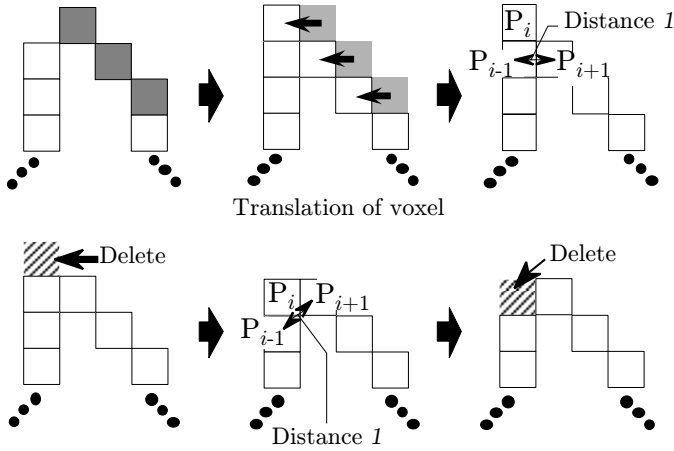 P_i
Distance 1
P_{i-1}
P_{i+1}
Translation of voxel
Delete
P_i
P_{i+1}
P_{i-1}
Distance 1
Delete